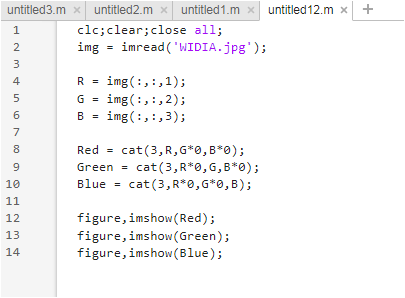 untitled3.m × untitled2.m × untitled1.m × untitled12.m × +
1 clc;clear;close all;
2 img = imread('WIDIA.jpg');
3
4 R = img(:,:,1);
5 G = img(:,:,2);
6 B = img(:,:,3);
7
8 Red = cat(3,R,G*0,B*0);
9 Green = cat(3,R*0,G,B*0);
10 Blue = cat(3,R*0,G*0,B);
11
12 figure,imshow(Red);
13 figure,imshow(Green);
14 figure,imshow(Blue);